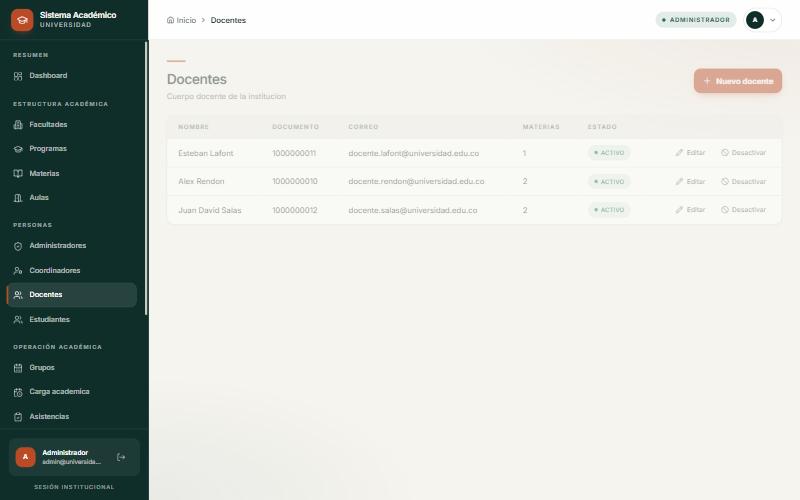 Sistema Académico
UNIVERSIDAD
RESUMEN
Dashboard
ESTRUCTURA ACADÉMICA
Facultades
Programas
Materias
Aulas
PERSONAS
Administradores
Coordinadores
Docentes
Estudiantes
OPERACIÓN ACADÉMICA
Grupos
Carga academica
Asistencias
A
Administrador
admin@universida...
SESIÓN INSTITUCIONAL
Inicio > Docentes
ADMINISTRADOR
A
Docentes
Cuerpo docente de la institucion
Nuevo docente
NOMBRE DOCUMENTO CORREO MATERIAS ESTADO
Esteban Lafont 1000000011 docente.lafont@universidad.edu.co 1 ACTIVO Editar Desactivar
Alex Rendon 1000000010 docente.rendon@universidad.edu.co 2 ACTIVO Editar Desactivar
Juan David Salas 1000000012 docente.salas@universidad.edu.co 2 ACTIVO Editar Desactivar